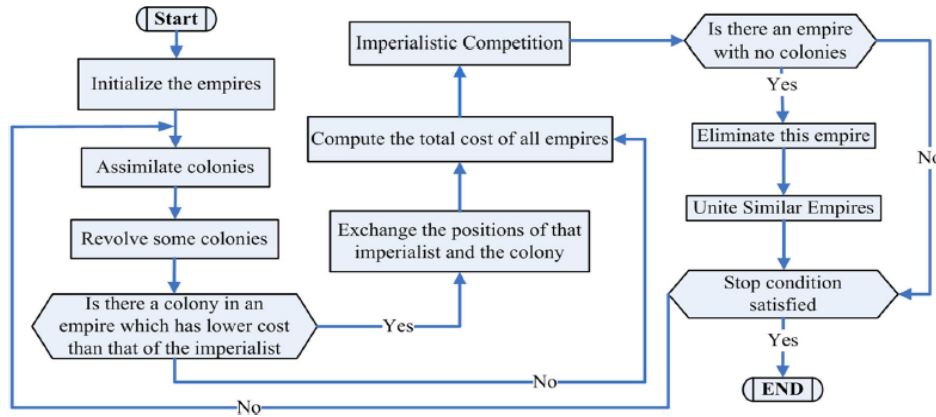 Start
Initialize the empires
Assimilate colonies
Revolve some colonies
Is there a colony in an
empire which has lower cost
than that of the imperialist
Yes
No
Exchange the positions of that
imperialist and the colony
Compute the total cost of all empires
Imperialistic Competition
Is there an empire
with no colonies
Yes
No
Eliminate this empire
Unite Similar Empires
Stop condition
satisfied
Yes
No
END